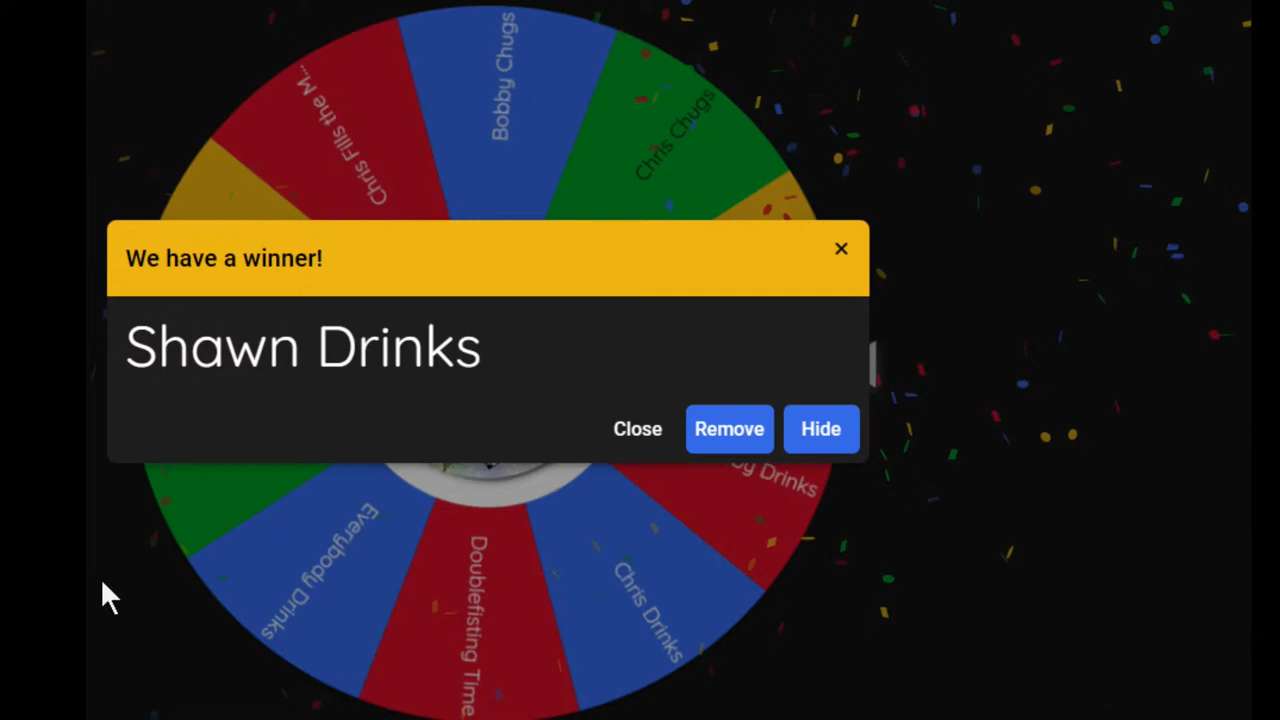 Bobby Chugs
Chris Chugs
Chris Fills the M...
We have a winner!
Shawn Drinks
Close
Remove
Hide
by Drinks
Everybody Drinks
Doublefisting Time
Chris Drinks